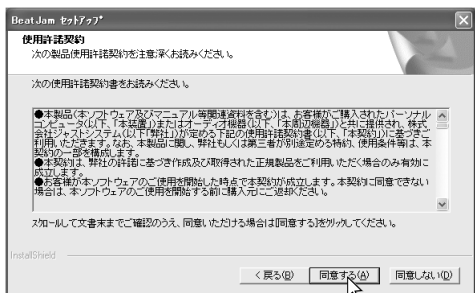 BeatJam セットアップ
使用許諾契約
次の製品使用許諾契約を注意深くお読みください。
次の使用許諾契約書をお読みください。
●本製品(本ソフトウェア及びマニュアル等関連資料を含む)は、お客様がご購入されたパーソナル
コンピュータ(以下、「本装置」)またはオーディオ機器(以下、「本周辺機器」)と共に提供され、株式
会社ジャストシステム(以下「弊社」)が定める下記の使用許諾契約(以下、「本契約」)に基づきご
利用いただきます。なお、本製品に関し、弊社もしくは第三者が別途定める特約、使用条件等は、本
契約の一部を構成します。
●本契約は、弊社の許諾に基づき作成及び取得された正規製品をご利用いただく場合のみ有効に
成立します。
●お客様が本ソフトウェアのご使用を開始した時点で本契約が成立します。本契約に同意できない
場合は、本ソフトウェアのご使用を開始する前に購入元にご返却ください。
スクロールして文書末までご確認のうえ、同意いただける場合は[同意する]をクリックしてください。
InstallShield
< 戻る(B)
同意する(A)
同意しない(D)